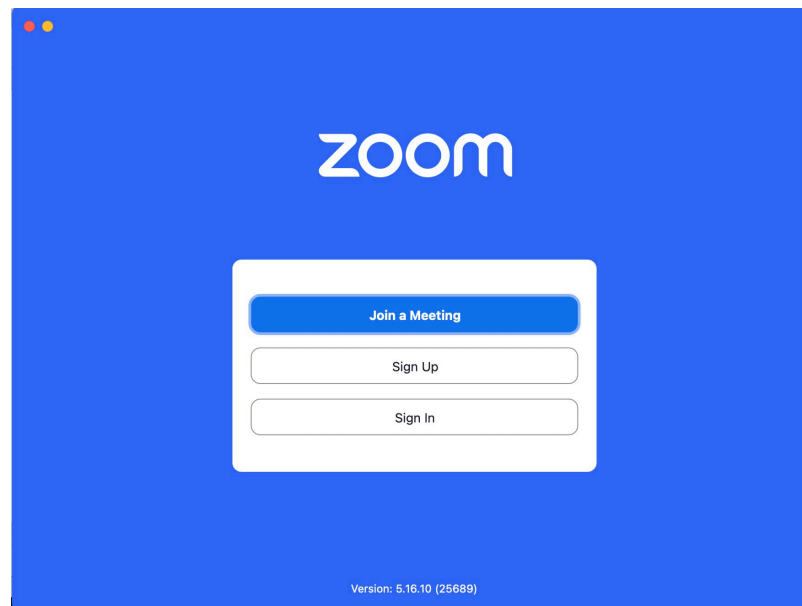 zoom
Join a Meeting
Sign Up
Sign In
Version: 5.16.10 (25689)